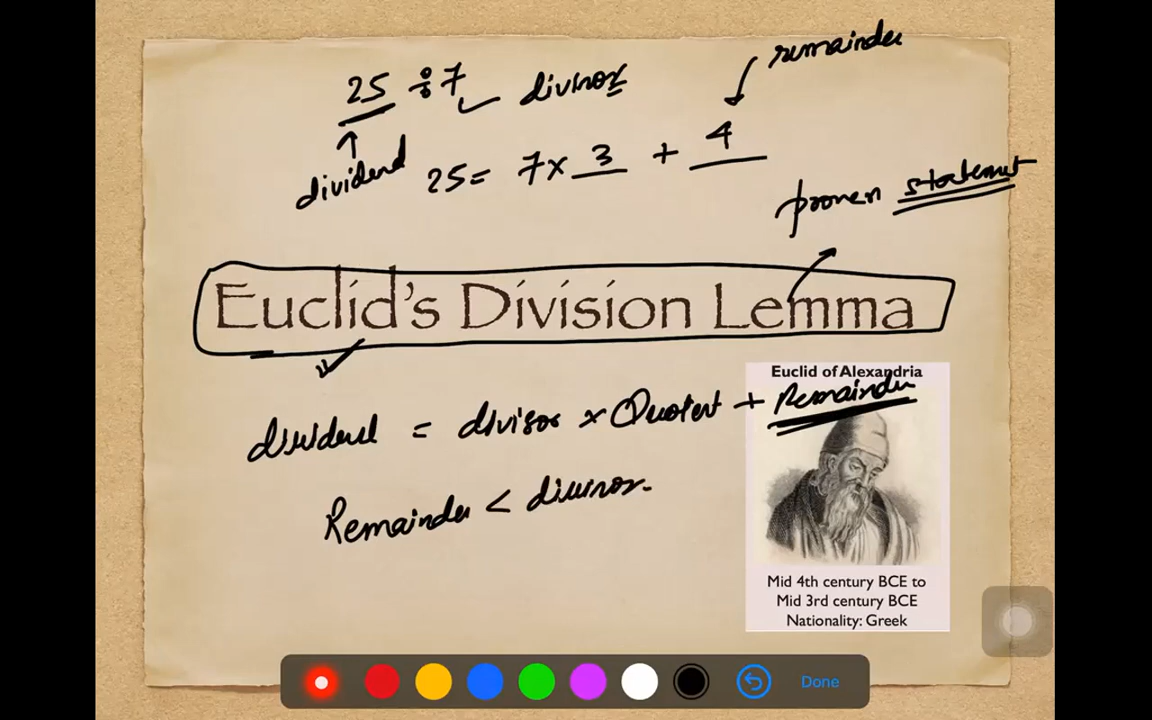 remainder
25 ÷ 7 divisor
dividend 25 = 7 × 3 + 4
proven statement
Euclid's Division Lemma
Euclid of Alexandria
dividend = divisor × Quotient + Remainder
Remainder < divisor.
Mid 4th century BCE to
Mid 3rd century BCE
Nationality: Greek
Done